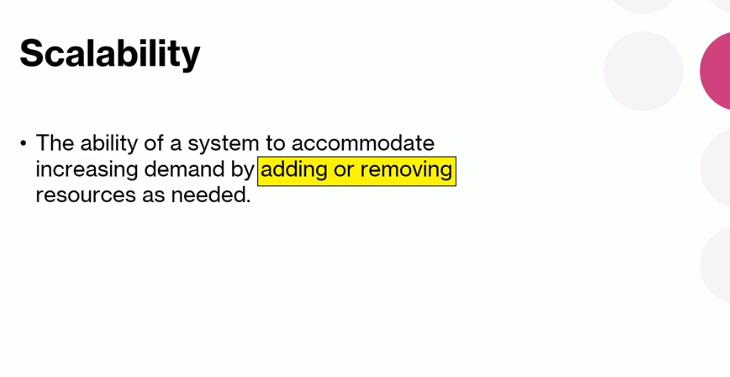 Scalability
• The ability of a system to accommodate
increasing demand by adding or removing
resources as needed.